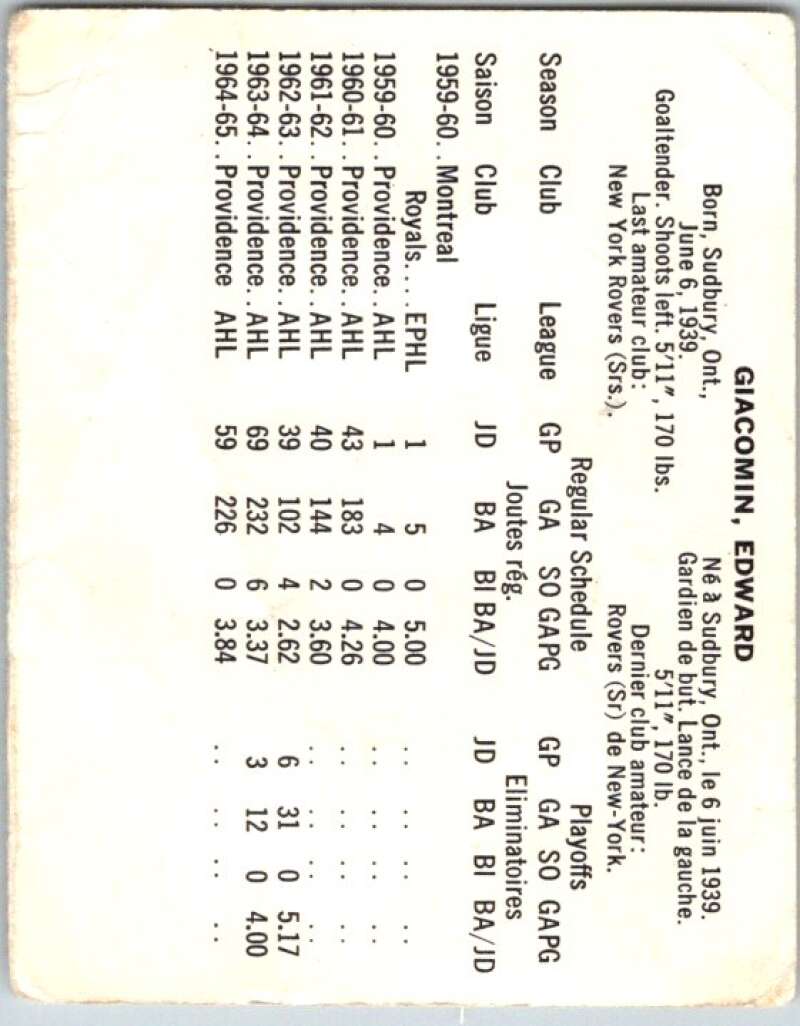 GIACOMIN, EDWARD
Born, Sudbury, Ont.,
June 6, 1939.
Goaltender. Shoots left. 5'11", 170 lbs.
Last amateur club:
New York Rovers (Srs.).
Né à Sudbury, Ont., le 6 juin 1939.
Gardien de but. Lance de la gauche.
5'11", 170 lb.
Dernier club amateur:
Rovers (Sr) de New-York.
Regular Schedule Playoffs
Season Club League GP GA SO GAPG GP GA SO GAPG
Joutes rég. Eliminatoires
Saison Club Ligue JD BA BI BA/JD JD BA BI BA/JD
1959-60. . Montreal
Royals. . . . EPHL 1 5 0 5.00 . . . . . . . .
1959-60. . Providence. . AHL 1 4 0 4.00 . . . . . . . .
1960-61. . Providence. . AHL 43 183 0 4.26 . . . . . . . .
1961-62. . Providence. . AHL 40 144 2 3.60 . . . . . . . .
1962-63. . Providence. . AHL 39 102 4 2.62 6 31 0 5.17
1963-64. . Providence. . AHL 69 232 6 3.37 3 12 0 4.00
1964-65. . Providence AHL 59 226 0 3.84 . . . . . . . .